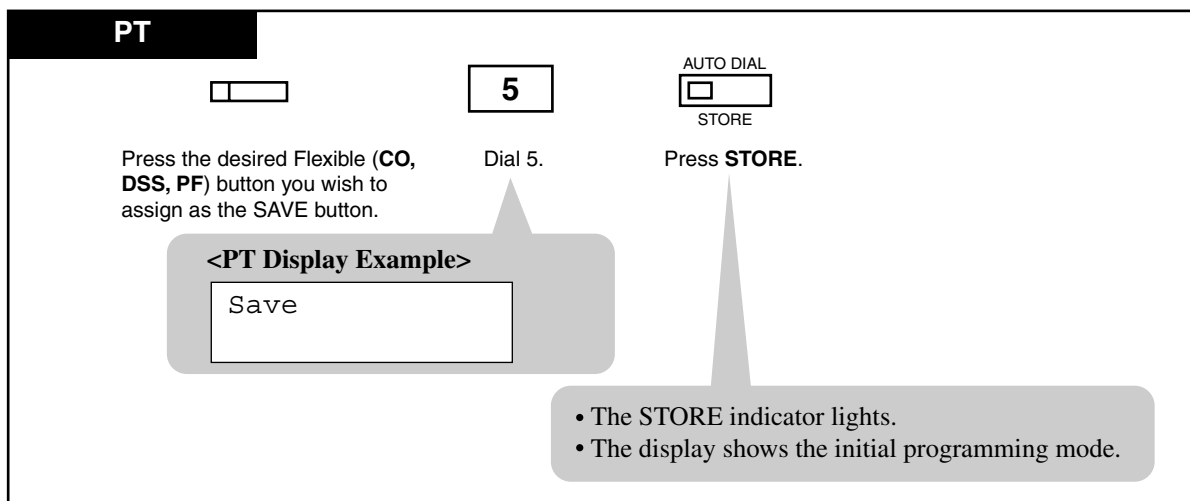 PT
5
AUTO DIAL
STORE
Press the desired Flexible (CO,
DSS, PF) button you wish to
assign as the SAVE button.
Dial 5.
Press STORE.
<PT Display Example>
Save
• The STORE indicator lights.
• The display shows the initial programming mode.